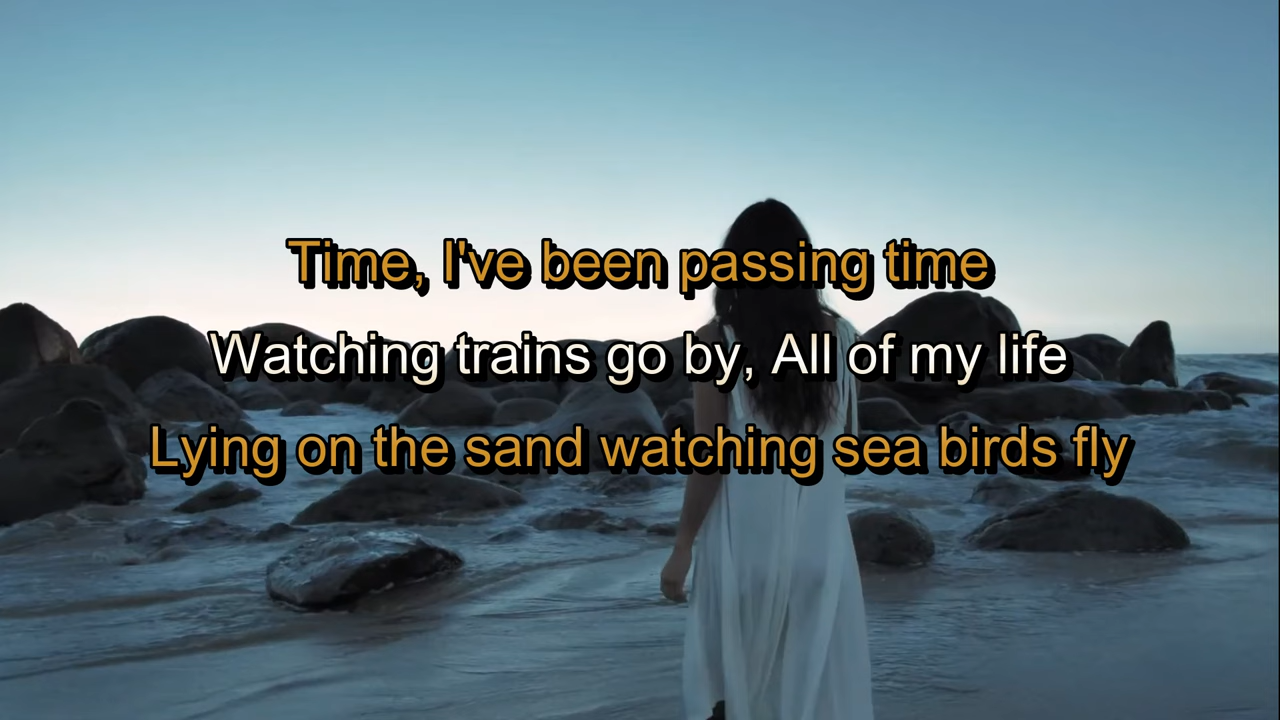 Time, I've been passing time
Watching trains go by, All of my life
Lying on the sand watching sea birds fly